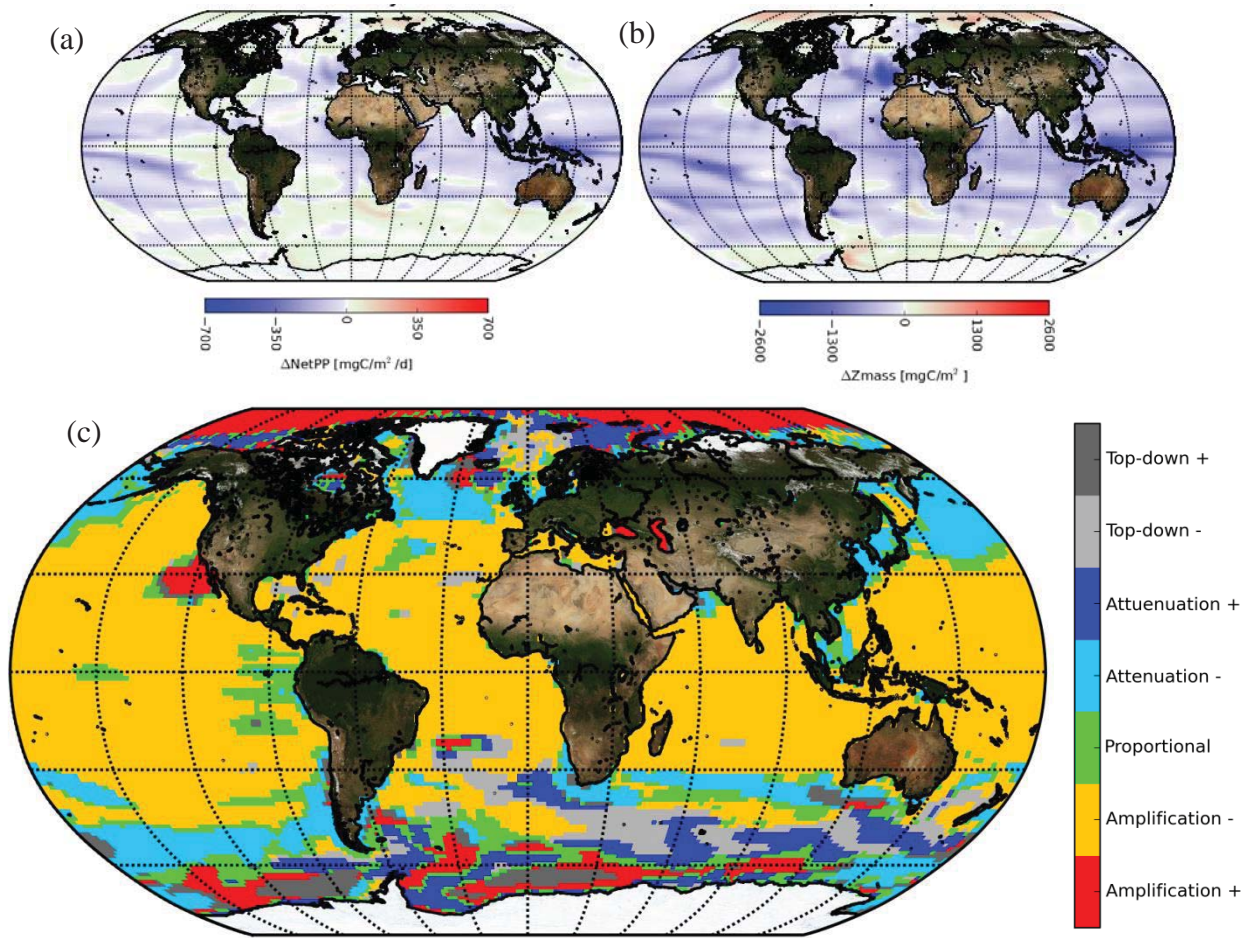 (a)
(b)
-700
-350
0
350
700
ΔNetPP [mgC/m² /d]
-2600
-1300
0
1300
2600
ΔZmass [mgC/m² ]
(c)
Top-down +
Top-down -
Attuenuation +
Attenuation -
Proportional
Amplification -
Amplification +